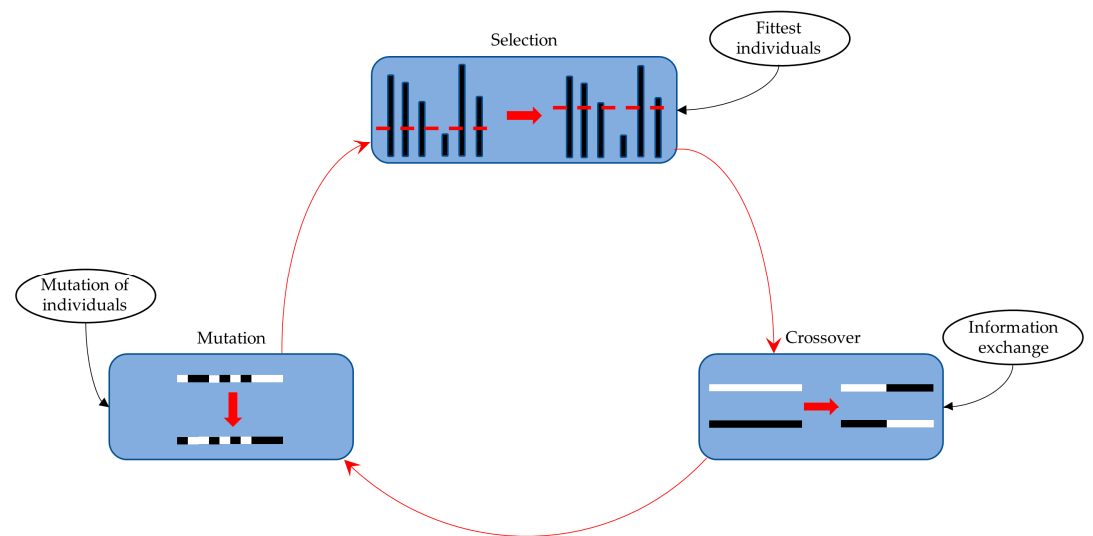 Selection
Fittest
individuals
Mutation of
individuals
Mutation
Crossover
Information
exchange